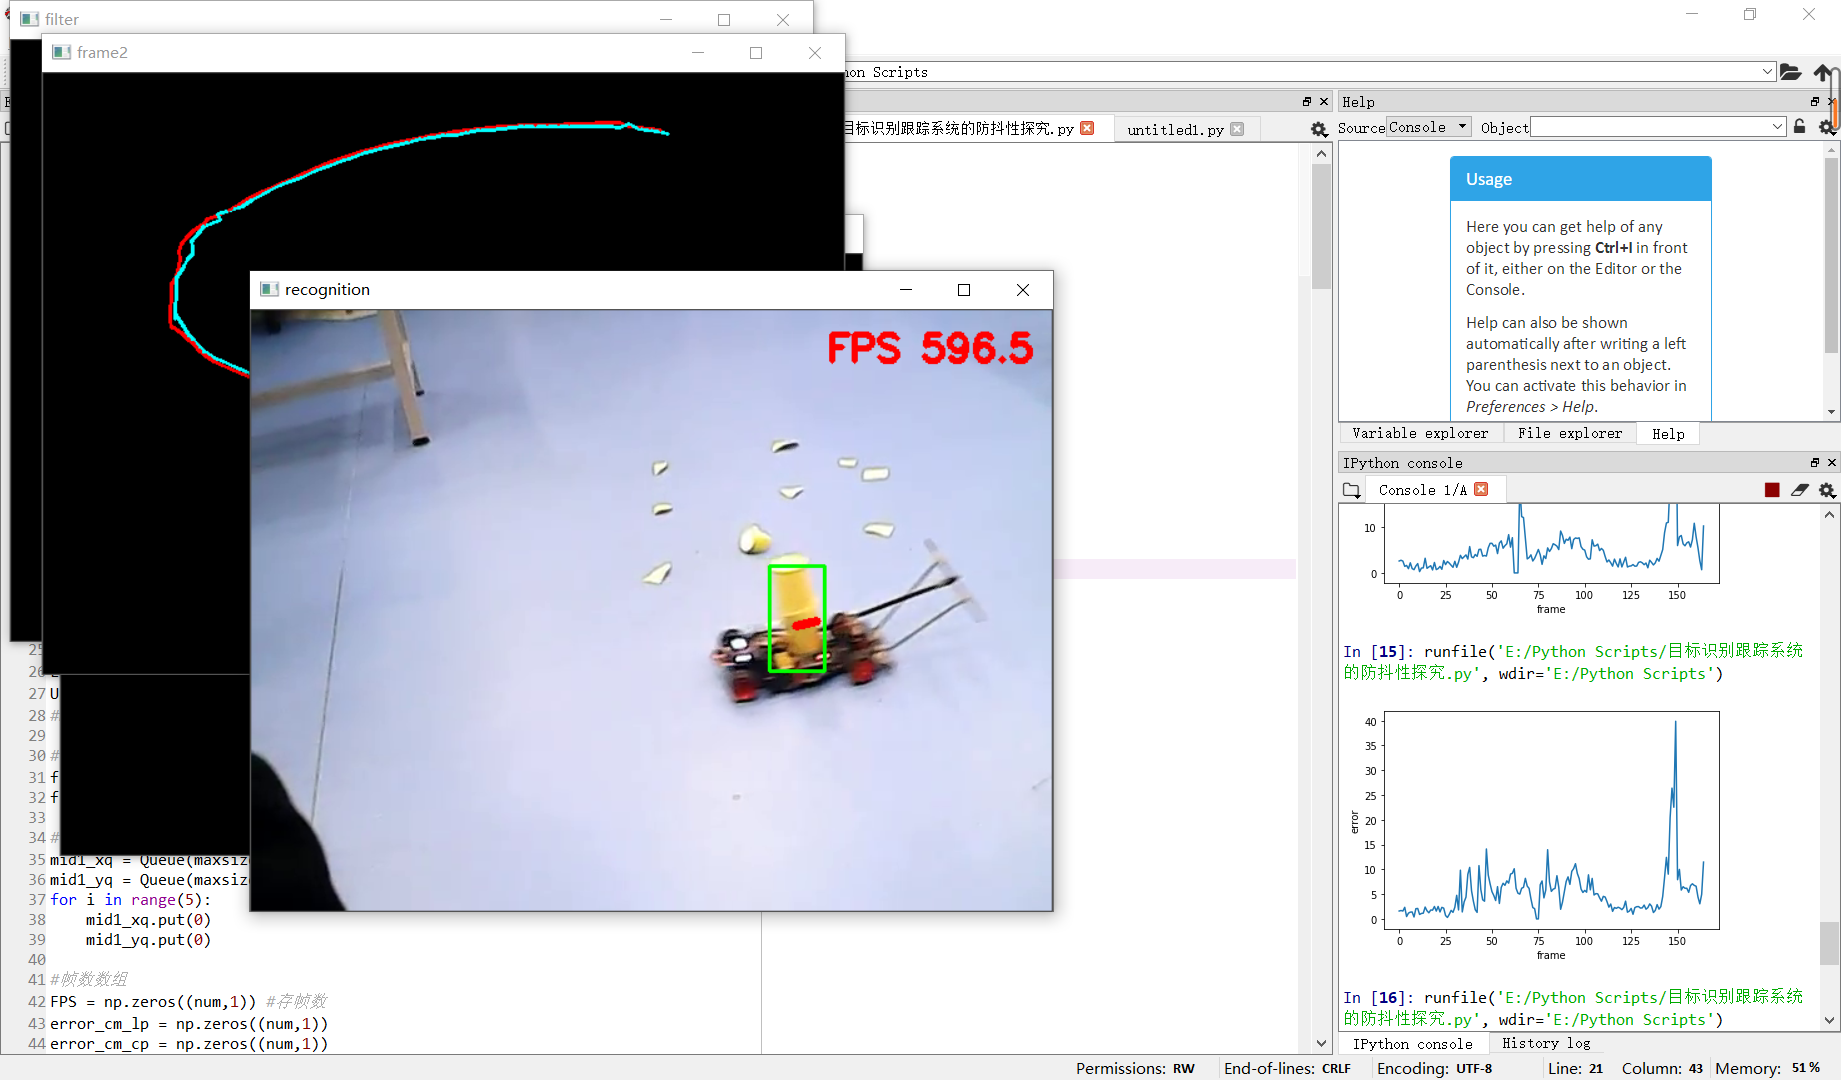 filter
frame2
on Scripts
目标识别跟踪系统的防抖性探究.py
untitled1.py
Help
Source
Console
Object
Usage
Here you can get help of any
object by pressing Ctrl+I in front
of it, either on the Editor or the
Console.
Help can also be shown
automatically after writing a left
parenthesis next to an object.
You can activate this behavior in
Preferences > Help.
Variable explorer
File explorer
Help
recognition
FPS 596.5
IPython console
Console 1/A
10
0
0
25
50
75
100
125
150
frame
In [15]: runfile('E:/Python Scripts/目标识别跟踪系统
的防抖性探究.py', wdir='E:/Python Scripts')
40
35
30
25
20
15
10
5
0
error
0
25
50
75
100
125
150
frame
In [16]: runfile('E:/Python Scripts/目标识别跟踪系统
的防抖性探究.py', wdir='E:/Python Scripts')
IPython console
History log
25
26
27 U
28 #
29
30 #
31 f
32 f
33
34 #
35 mid1_xq = Queue(maxsiz
36 mid1_yq = Queue(maxsiz
37 for i in range(5):
38 mid1_xq.put(0)
39 mid1_yq.put(0)
40
41 #帧数数组
42 FPS = np.zeros((num,1)) #存帧数
43 error_cm_lp = np.zeros((num,1))
44 error_cm_cp = np.zeros((num,1))
Permissions: RW
End-of-lines: CRLF
Encoding: UTF-8
Line: 21
Column: 43
Memory: 51 %